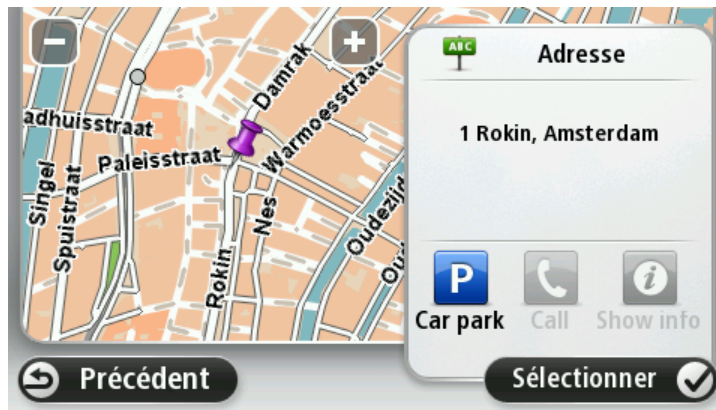 ABC
Adresse
1 Rokin, Amsterdam
Damrak
Warmoesstraat
adhuisstraat
Paleisstraat
Singel
Spuistraat
Nes
Rokin
Oudezijd
Ou
P
Car park
Call
i
Show info
Précédent
Sélectionner